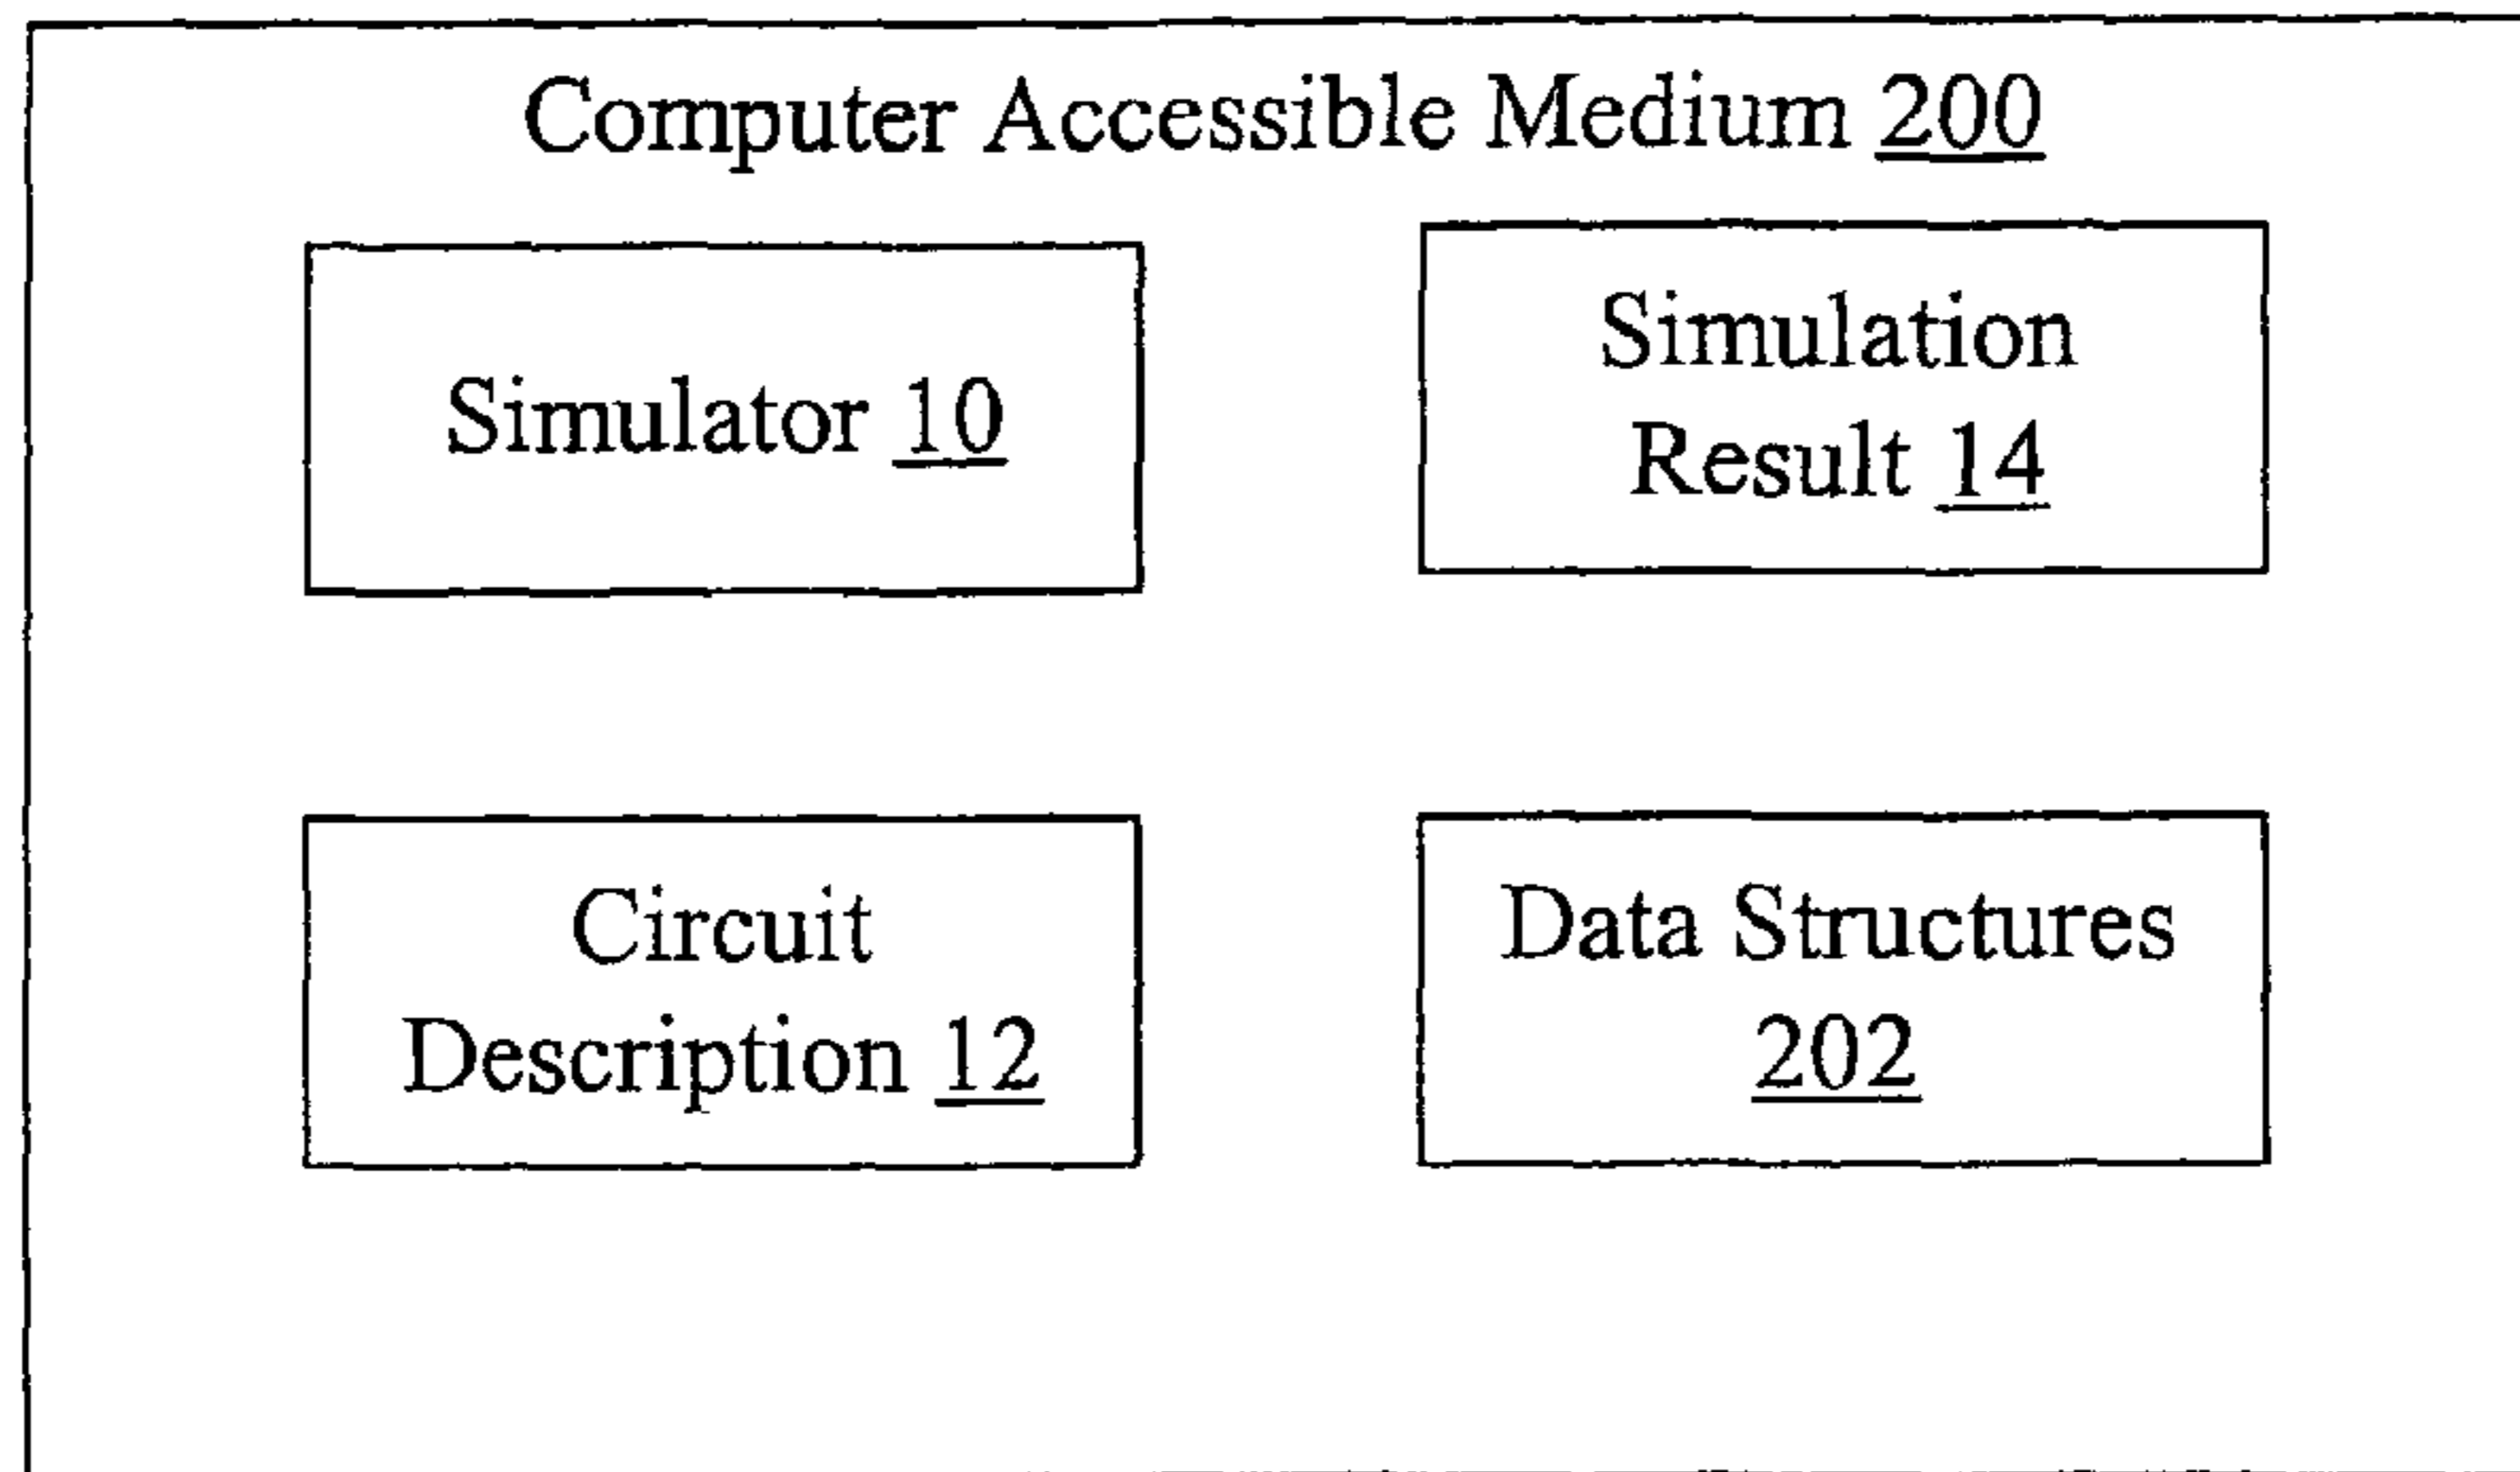 Computer Accessible Medium 200
Simulator 10
Simulation
Result 14
Circuit
Description 12
Data Structures
202